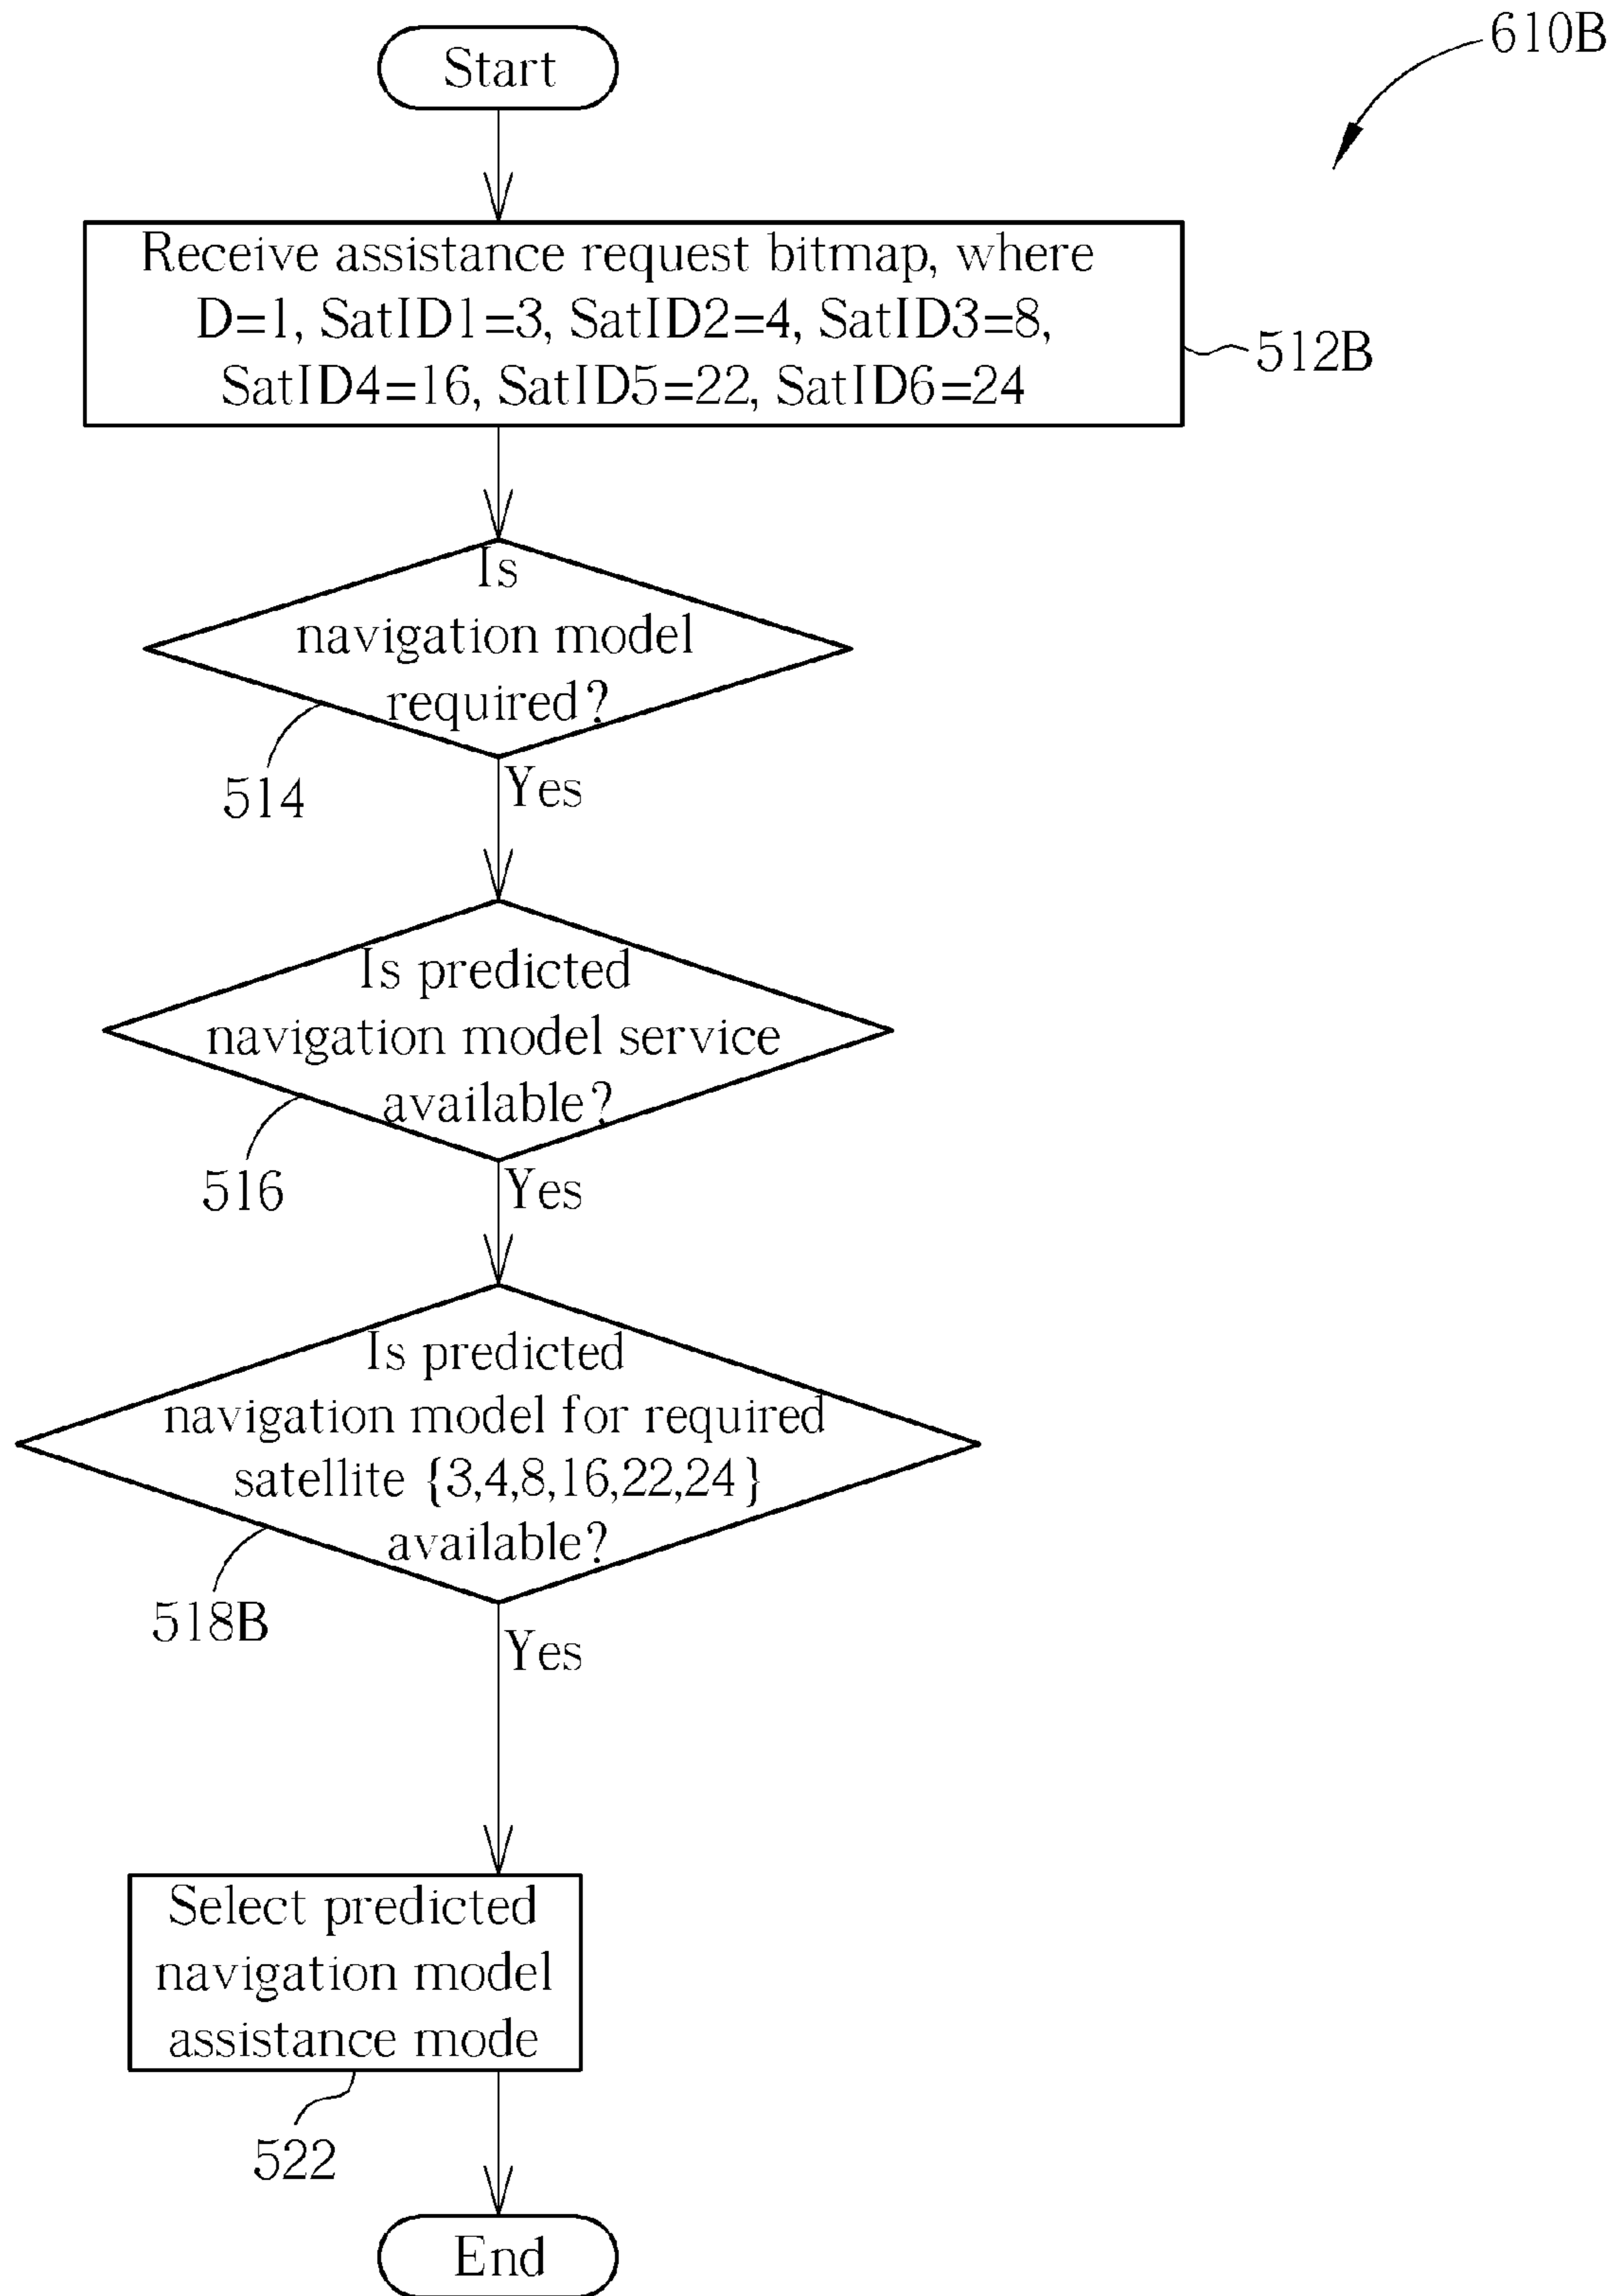 610B
Start
Receive assistance request bitmap, where
D=1, SatID1=3, SatID2=4, SatID3=8,
SatID4=16, SatID5=22, SatID6=24
512B
Is
navigation model
required?
514
Yes
Is predicted
navigation model service
available?
516
Yes
Is predicted
navigation model for required
satellite {3,4,8,16,22,24}
available?
518B
Yes
Select predicted
navigation model
assistance mode
522
End